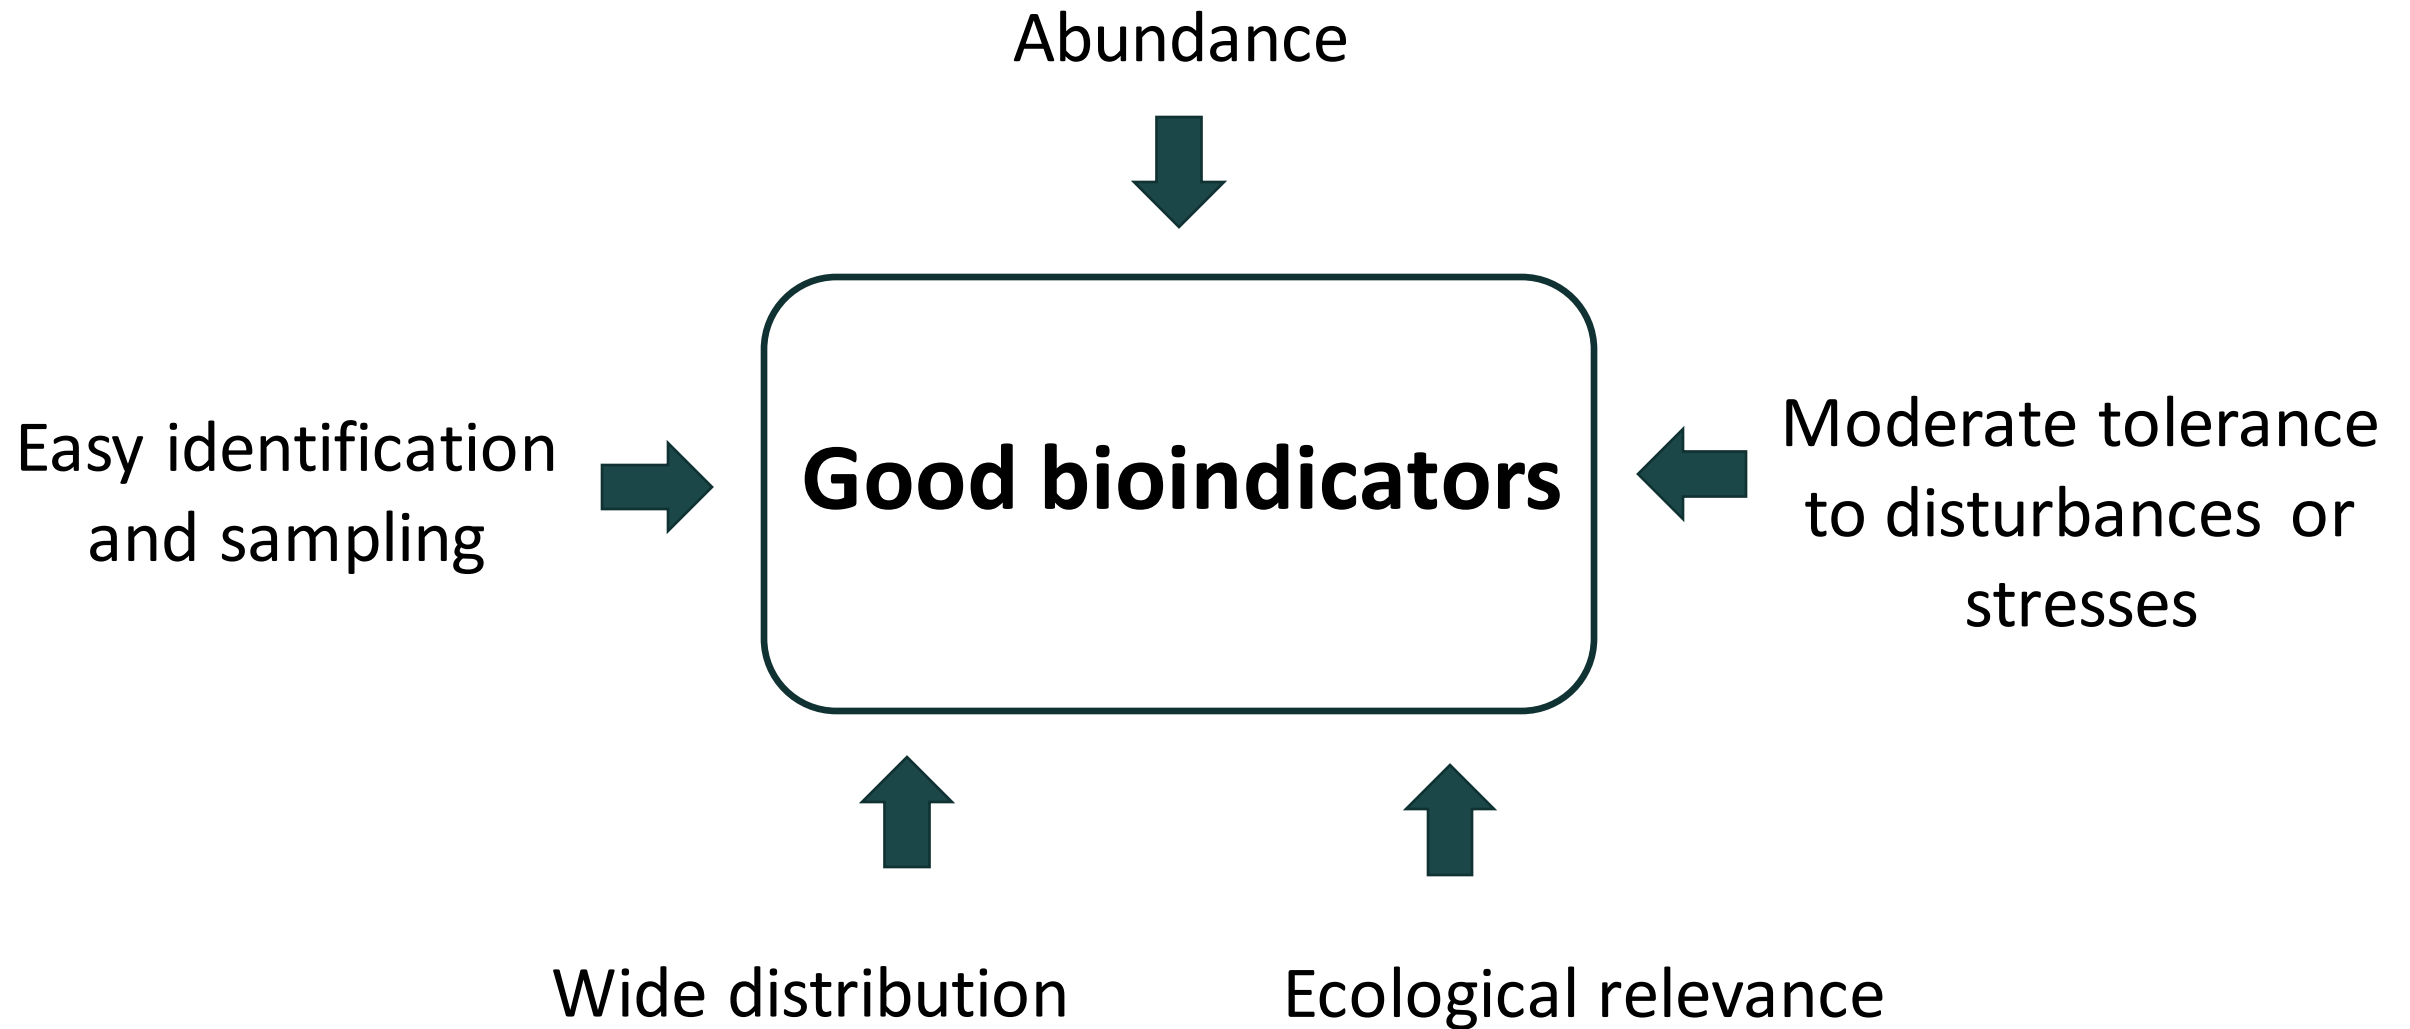 Abundance
Easy identification
and sampling
Good bioindicators
Moderate tolerance
to disturbances or
stresses
Wide distribution
Ecological relevance